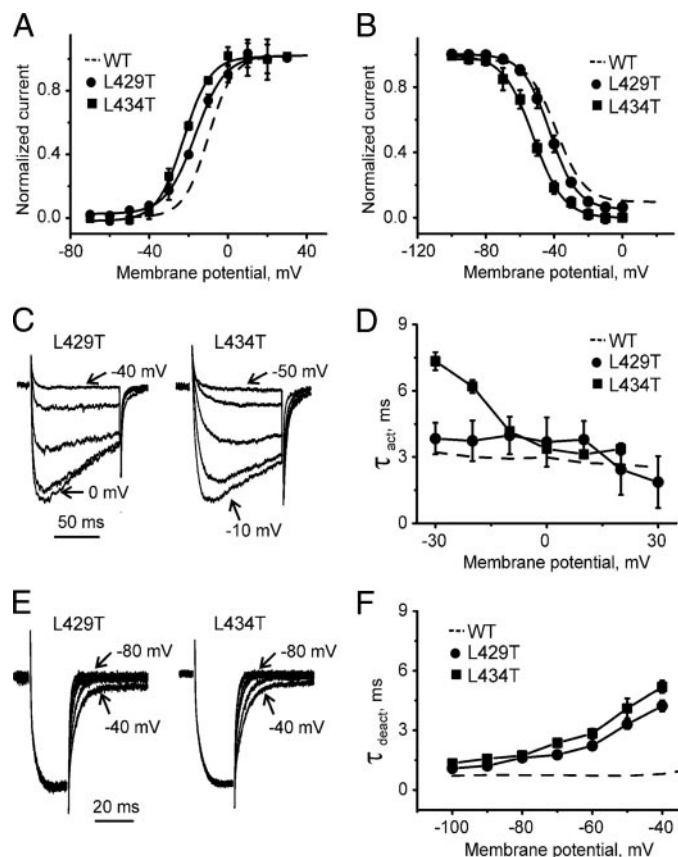 A
Normalized current
1.0
0.8
0.4
0.0
WT
L429T
L434T
-80 -40 0 40
Membrane potential, mV
B
Normalized current
0.8
0.4
0.0
WT
L429T
L434T
-120 -80 -40 0
Membrane potential, mV
C
L429T
L434T
-40 mV
-50 mV
0 mV
-10 mV
50 ms
D
τ act, ms
9
6
3
0
WT
L429T
L434T
-30 0 30
Membrane potential, mV
E
L429T
L434T
-80 mV
-80 mV
-40 mV
-40 mV
20 ms
F
τ deact, ms
9
6
3
0
WT
L429T
L434T
-100 -80 -60 -40
Membrane potential, mV